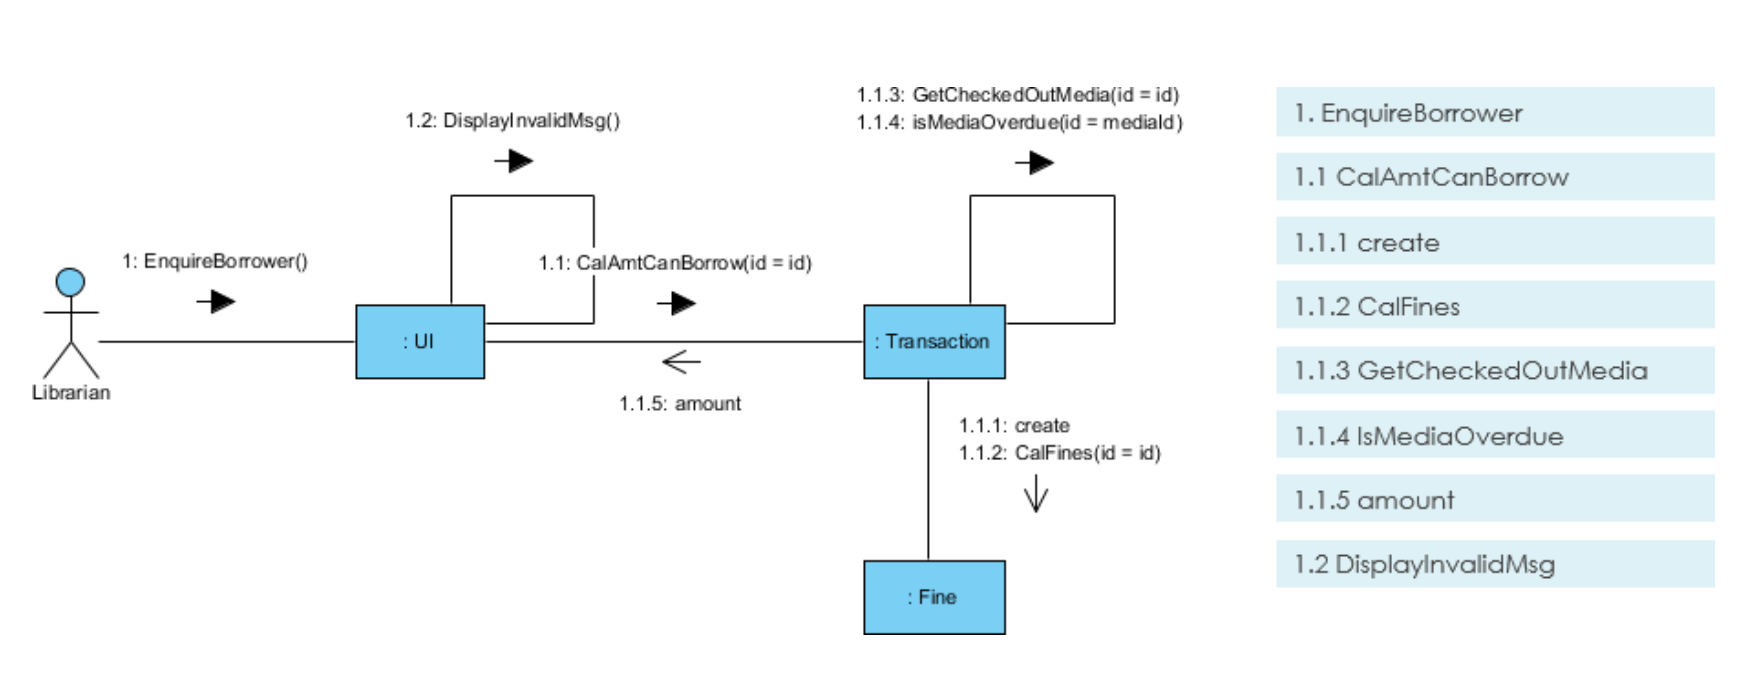 1.1.3: GetCheckedOutMedia(id = id)
1.1.4: isMediaOverdue(id = mediaId)
1.2: DisplayInvalidMsg()
1: EnquireBorrower()
1.1: CalAmtCanBorrow(id = id)
: UI
: Transaction
Librarian
1.1.5: amount
1.1.1: create
1.1.2: CalFines(id = id)
: Fine
1. EnquireBorrower
1.1 CalAmtCanBorrow
1.1.1 create
1.1.2 CalFines
1.1.3 GetCheckedOutMedia
1.1.4 IsMediaOverdue
1.1.5 amount
1.2 DisplayInvalidMsg